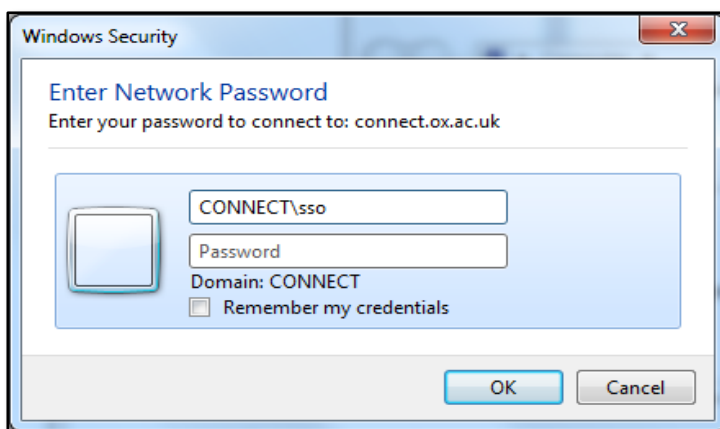 Windows Security
Enter Network Password
Enter your password to connect to: connect.ox.ac.uk
CONNECT\sso
Password
Domain: CONNECT
Remember my credentials
OK Cancel